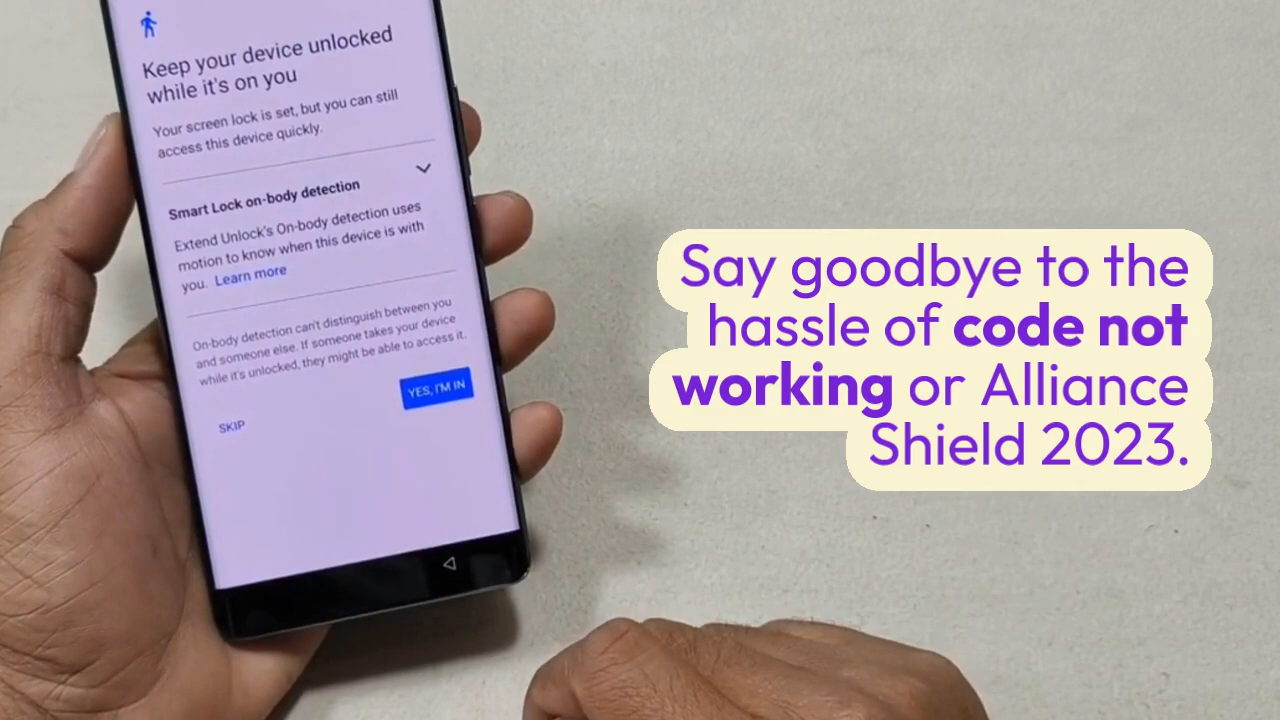 Keep your device unlocked
while it's on you
Your screen lock is set, but you can still
access this device quickly.
Smart Lock on-body detection
Extend Unlock's On-body detection uses
motion to know when this device is with
you. Learn more
On-body detection can't distinguish between you
and someone else. If someone takes your device
while it's unlocked, they might be able to access it.
YES, I'M IN
SKIP
Say goodbye to the
hassle of code not
working or Alliance
Shield 2023.